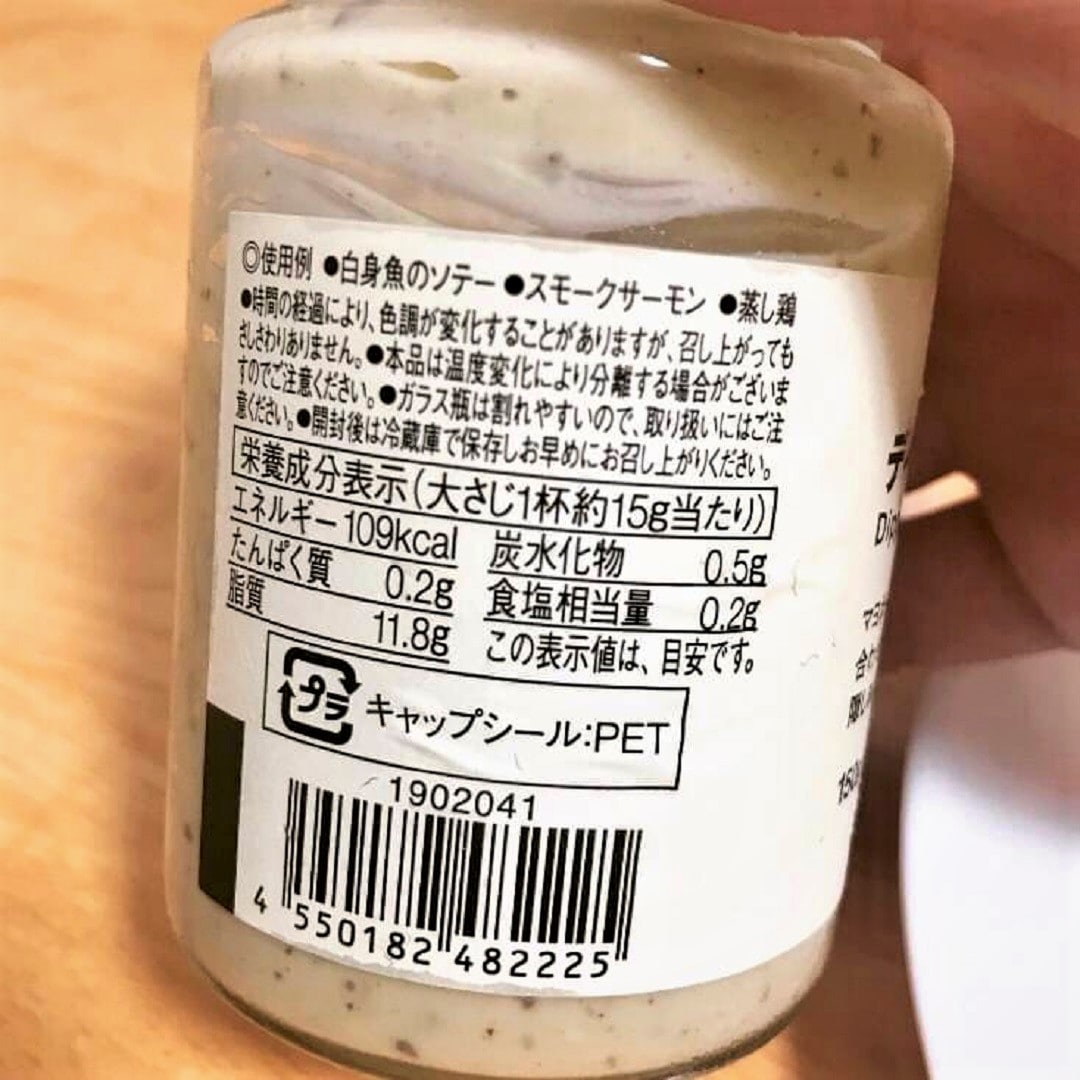 ◎使用例 ●白身魚のソテー ●スモークサーモン ●蒸し鶏
●時間の経過により、色調が変化することがありますが、召し上がっても
さしさわりありません。●本品は温度変化により分離する場合がございま
すのでご注意ください。●ガラス瓶は割れやすいので、取り扱いにはご注
意ください。●開封後は冷蔵庫で保存しお早めにお召し上がりください。
栄養成分表示(大さじ1杯約15g当たり)
エネルギー 109kcal
たんぱく質 0.2g
脂質 11.8g
炭水化物 0.5g
食塩相当量 0.2g
この表示値は、目安です。
プラ キャップシール:PET
1902041
4 550182 482225
デ
Dip
マヨ
合わ